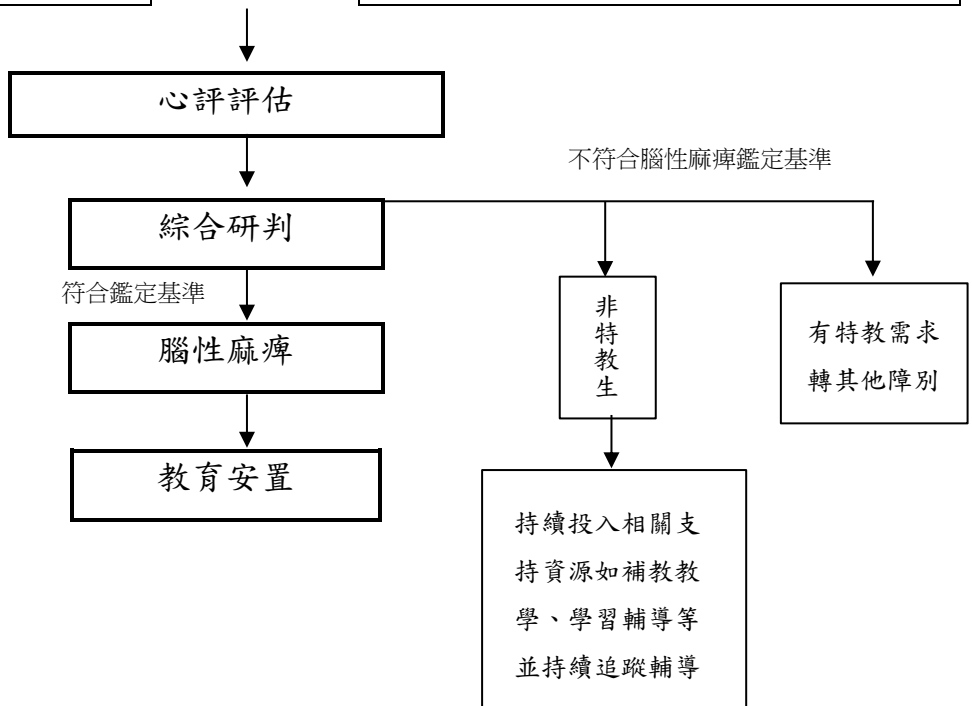 心評評估
不符合腦性麻痺鑑定基準
綜合研判
符合鑑定基準
腦性麻痺
教育安置
非
特
教
生
有特教需求
轉其他障別
持續投入相關支
持資源如補教教
學、學習輔導等
並持續追蹤輔導